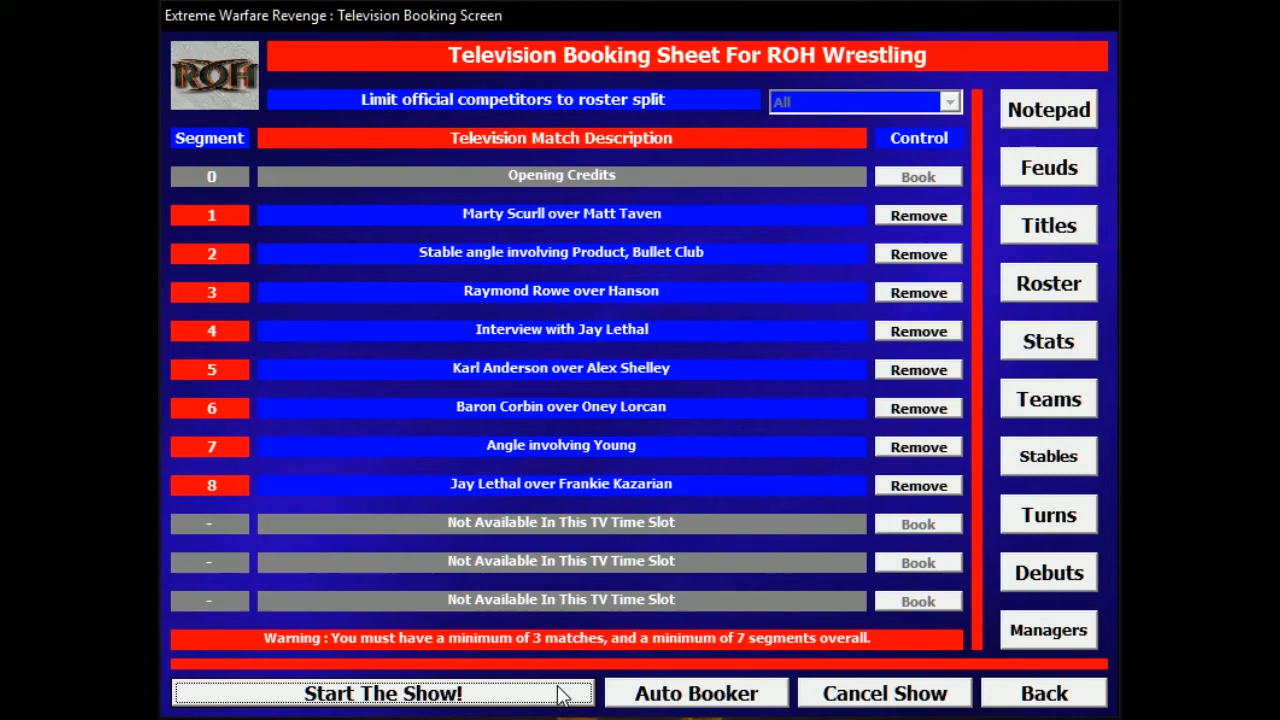 Extreme Warfare Revenge : Television Booking Screen
ROH
Television Booking Sheet For ROH Wrestling
Limit official competitors to roster split
All
Segment
Television Match Description
Control
0
Opening Credits
Book
1
Marty Scurll over Matt Taven
Remove
2
Stable angle involving Product, Bullet Club
Remove
3
Raymond Rowe over Hanson
Remove
4
Interview with Jay Lethal
Remove
5
Karl Anderson over Alex Shelley
Remove
6
Baron Corbin over Oney Lorcan
Remove
7
Angle involving Young
Remove
8
Jay Lethal over Frankie Kazarian
Remove
-
Not Available In This TV Time Slot
Book
-
Not Available In This TV Time Slot
Book
-
Not Available In This TV Time Slot
Book
Warning : You must have a minimum of 3 matches, and a minimum of 7 segments overall.
Notepad
Feuds
Titles
Roster
Stats
Teams
Stables
Turns
Debuts
Managers
Start The Show!
Auto Booker
Cancel Show
Back